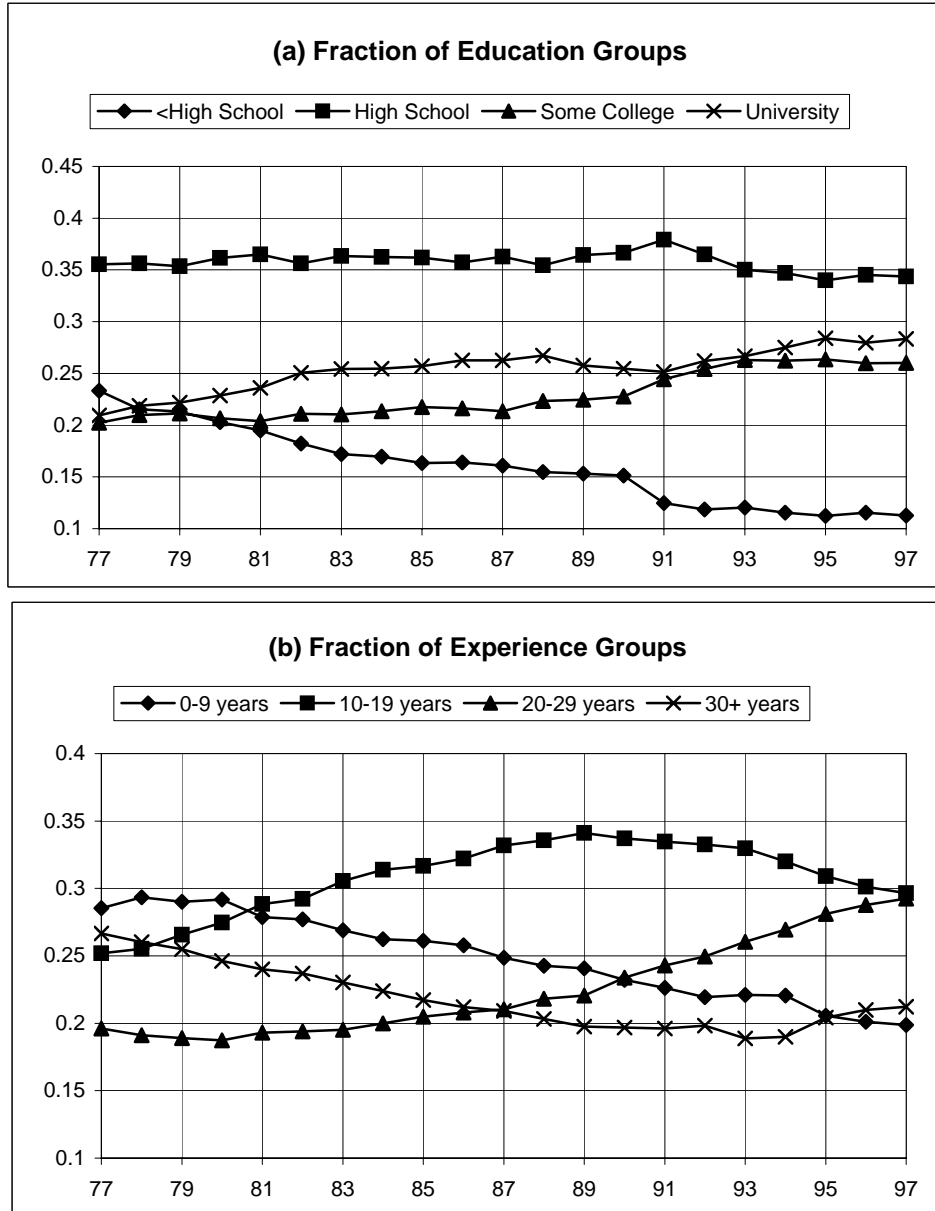 (a) Fraction of Education Groups
<High School High School Some College University
0.45
0.4
0.35
0.3
0.25
0.2
0.15
0.1
77 79 81 83 85 87 89 91 93 95 97
(b) Fraction of Experience Groups
0-9 years 10-19 years 20-29 years 30+ years
0.4
0.35
0.3
0.25
0.2
0.15
0.1
77 79 81 83 85 87 89 91 93 95 97